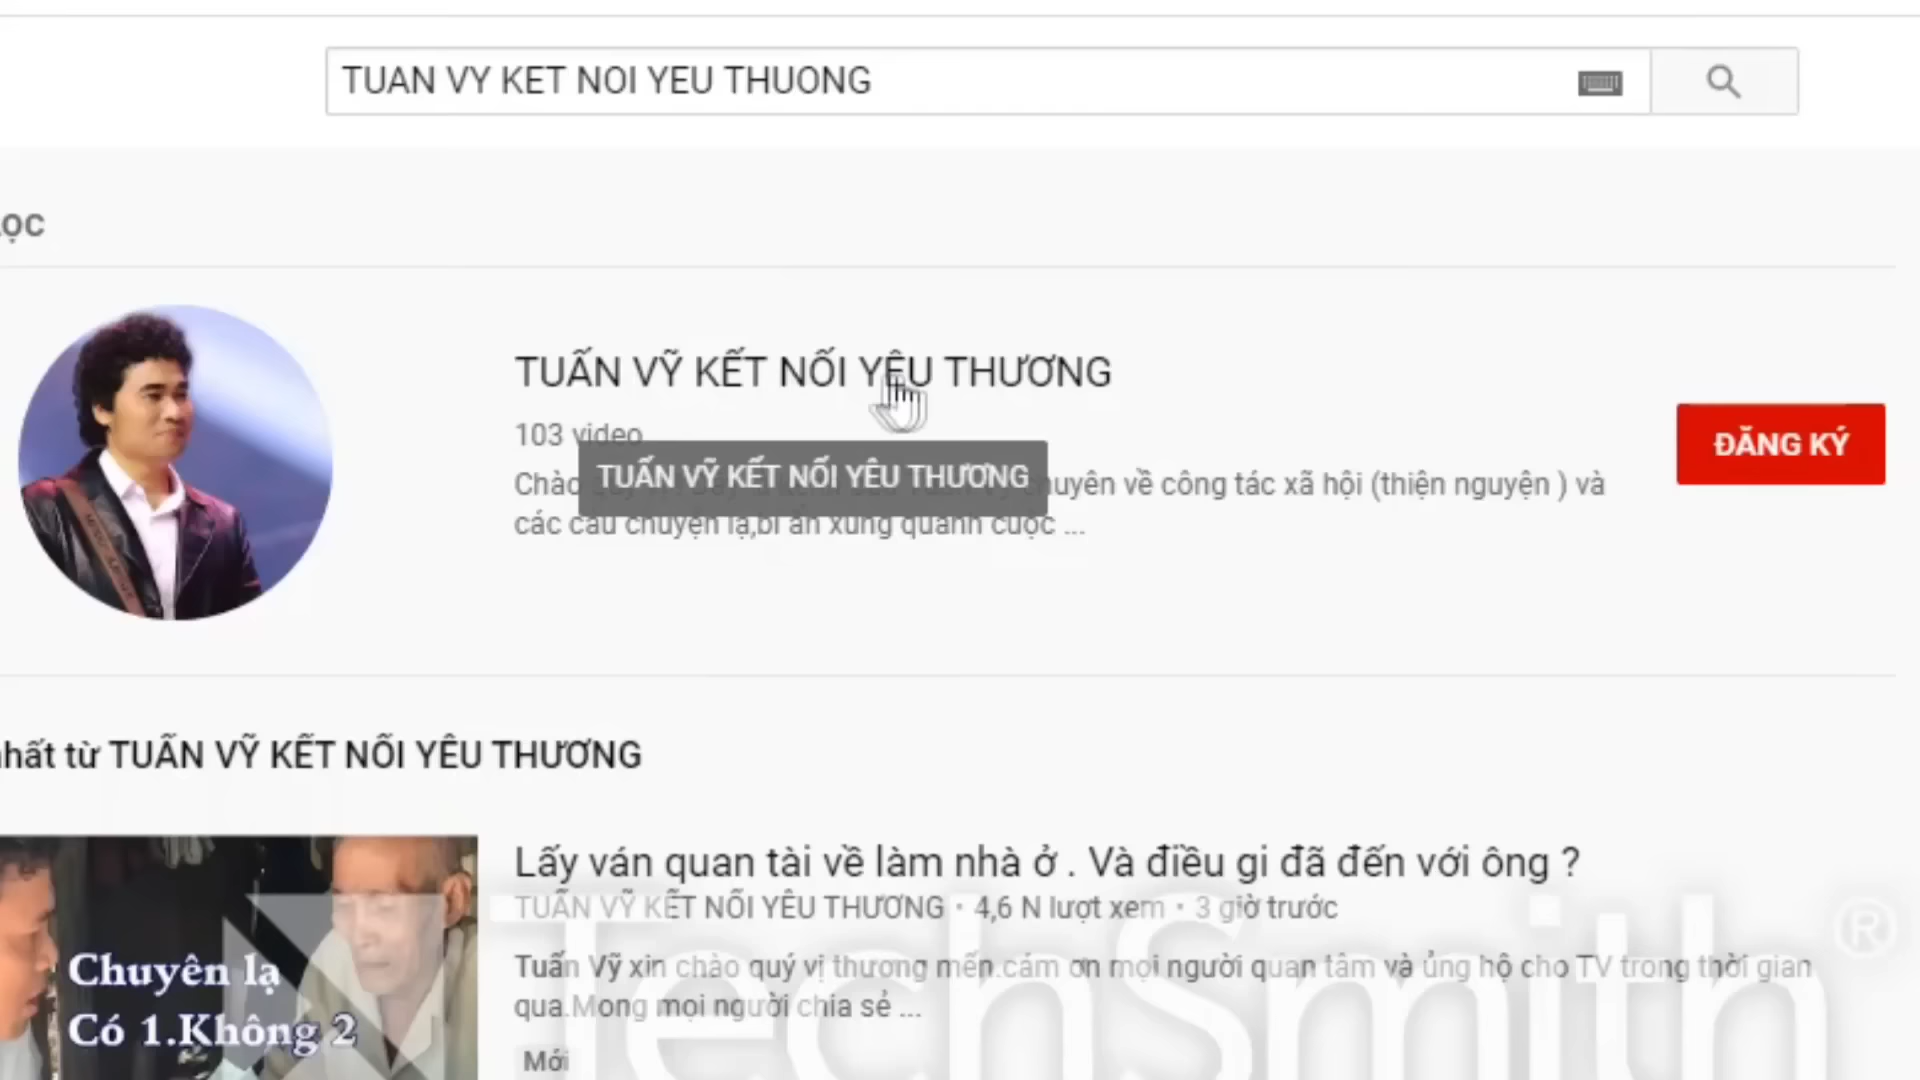 TUAN VY KET NOI YEU THUONG
ọc
TUẤN VỸ KẾT NỐI YÊU THƯƠNG
103 video
TUẤN VỸ KẾT NỐI YÊU THƯƠNG
ĐĂNG KÝ
Chào huyên về công tác xã hội (thiện nguyện ) và
các câu chuyện lạ,bí ẩn xung quanh cuộc ...
nhất từ TUẤN VỸ KẾT NỐI YÊU THƯƠNG
Lấy ván quan tài về làm nhà ở . Và điều gi đã đến với ông ?
TUẤN VỸ KẾT NỐI YÊU THƯƠNG • 4,6 N lượt xem • 3 giờ trước
Tuấn Vỹ xin chào quý vị thương mến.cám ơn mọi người quan tâm và ủng hộ cho TV trong thời gian
qua.Mong mọi người chia sẻ ...
Mới
Chuyên lạ
Có 1.Không 2
TechSmith®